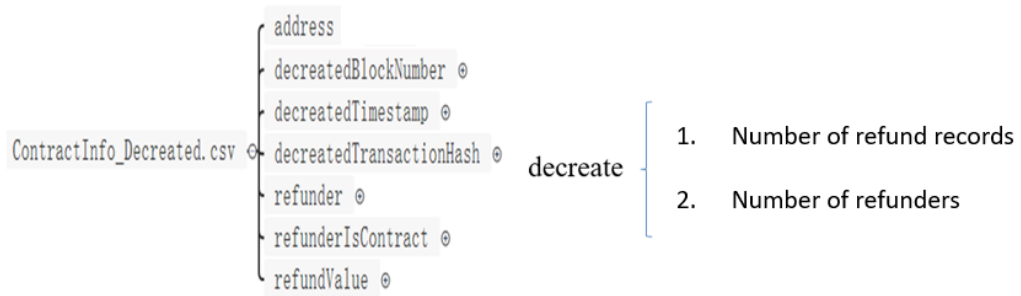 address
decreatedBlockNumber
decreatedTimestamp
ContractInfo_Decreated.csv
decreatedTransactionHash
refunder
refunderIsContract
refundValue
decreate
1. Number of refund records
2. Number of refunders